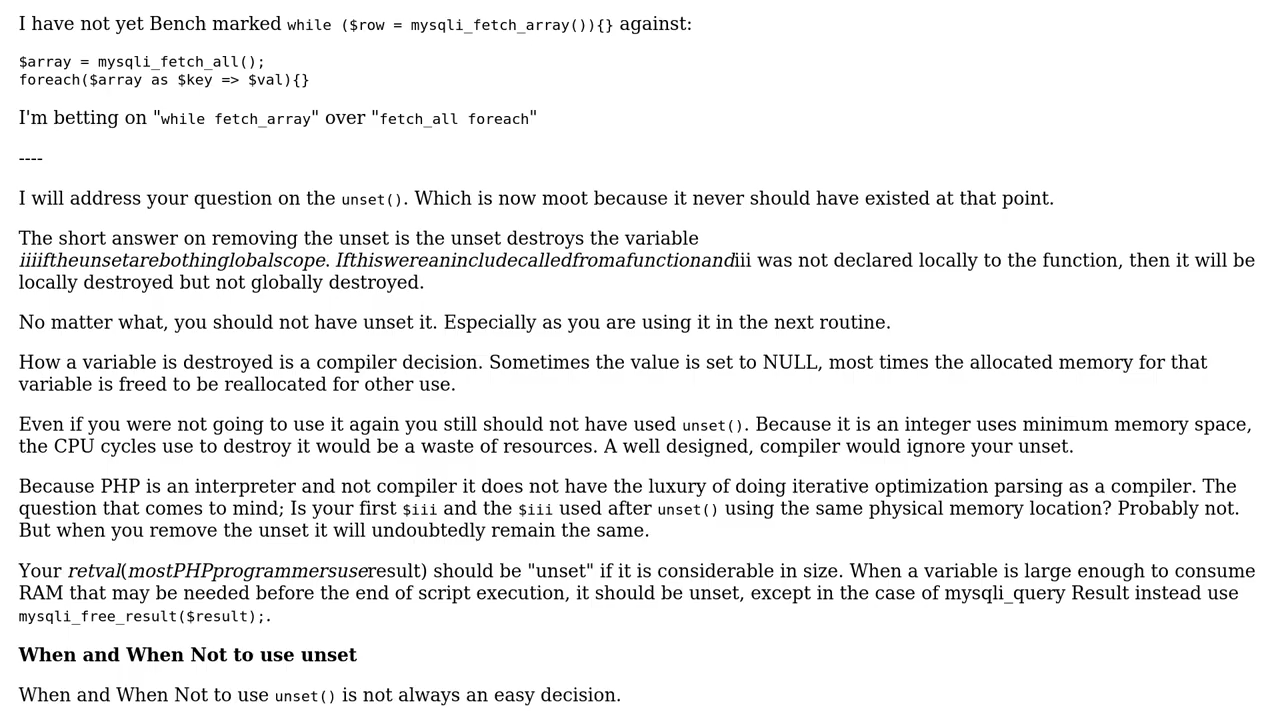 I have not yet Bench marked while ($row = mysqli_fetch_array()){} against:
$array = mysqli_fetch_all();
foreach($array as $key => $val){}
I'm betting on "while fetch_array" over "fetch_all foreach"
----
I will address your question on the unset(). Which is now moot because it never should have existed at that point.
The short answer on removing the unset is the unset destroys the variable
iiiiftheunsetarebothinglobalscope. Ifthiswereanincludecalledfromafunctionandiii was not declared locally to the function, then it will be
locally destroyed but not globally destroyed.
No matter what, you should not have unset it. Especially as you are using it in the next routine.
How a variable is destroyed is a compiler decision. Sometimes the value is set to NULL, most times the allocated memory for that
variable is freed to be reallocated for other use.
Even if you were not going to use it again you still should not have used unset(). Because it is an integer uses minimum memory space,
the CPU cycles use to destroy it would be a waste of resources. A well designed, compiler would ignore your unset.
Because PHP is an interpreter and not compiler it does not have the luxury of doing iterative optimization parsing as a compiler. The
question that comes to mind; Is your first $iii and the $iii used after unset() using the same physical memory location? Probably not.
But when you remove the unset it will undoubtedly remain the same.
Your retval(mostPHPprogrammersuseresult) should be "unset" if it is considerable in size. When a variable is large enough to consume
RAM that may be needed before the end of script execution, it should be unset, except in the case of mysqli_query Result instead use
mysqli_free_result($result);.
When and When Not to use unset
When and When Not to use unset() is not always an easy decision.